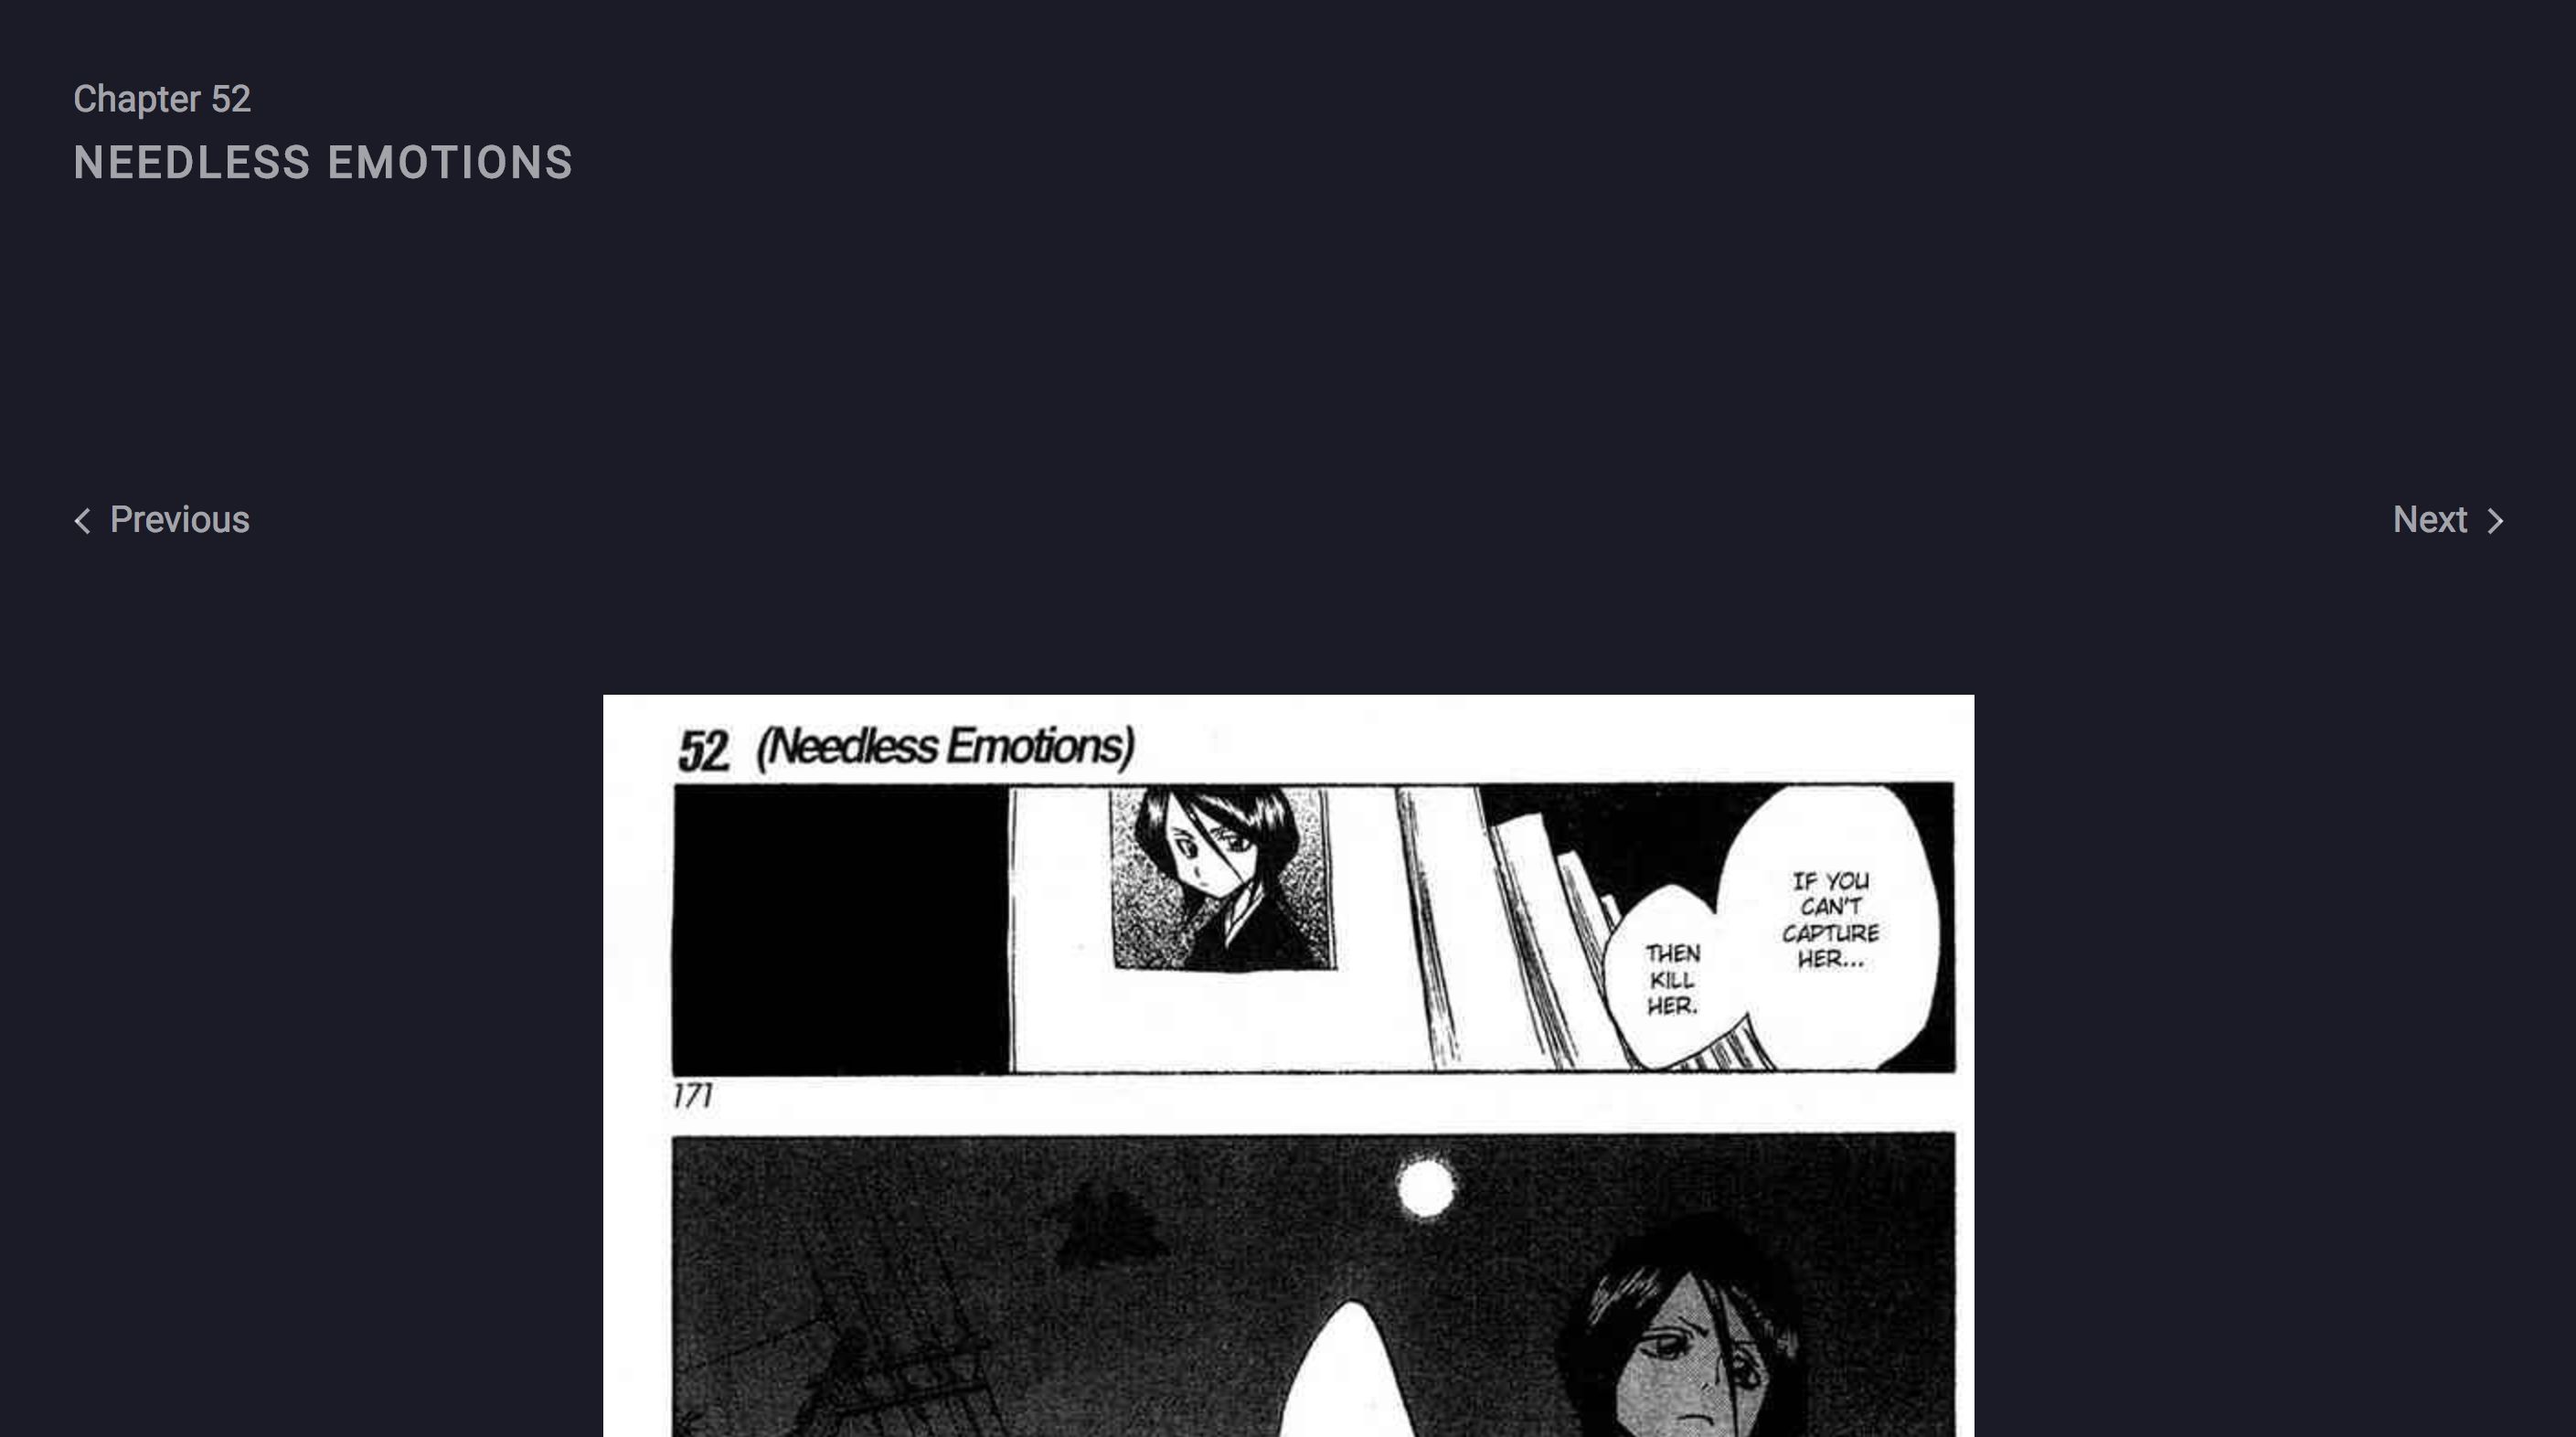 Chapter 52
NEEDLESS EMOTIONS
Previous
Next
52 (Needless Emotions)
IF YOU
CAN'T
CAPTURE
HER...
THEN
KILL
HER.
171